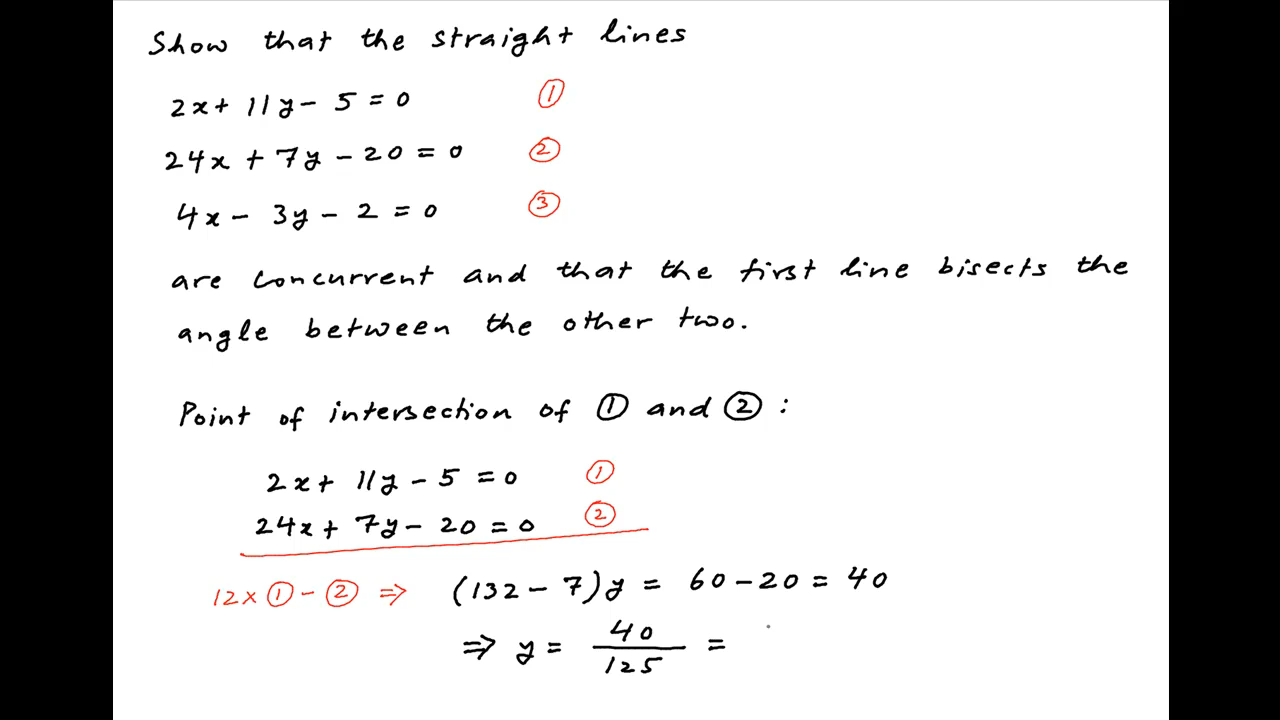 Show that the straight lines
2x + 11y - 5 = 0 ①
24x + 7y - 20 = 0 ②
4x - 3y - 2 = 0 ③
are concurrent and that the first line bisects the
angle between the other two.
Point of intersection of ① and ② :
2x + 11y - 5 = 0 ①
24x + 7y - 20 = 0 ②
12 × ① - ② ⇒ (132 - 7)y = 60 - 20 = 40
⇒ y = 40/125 =